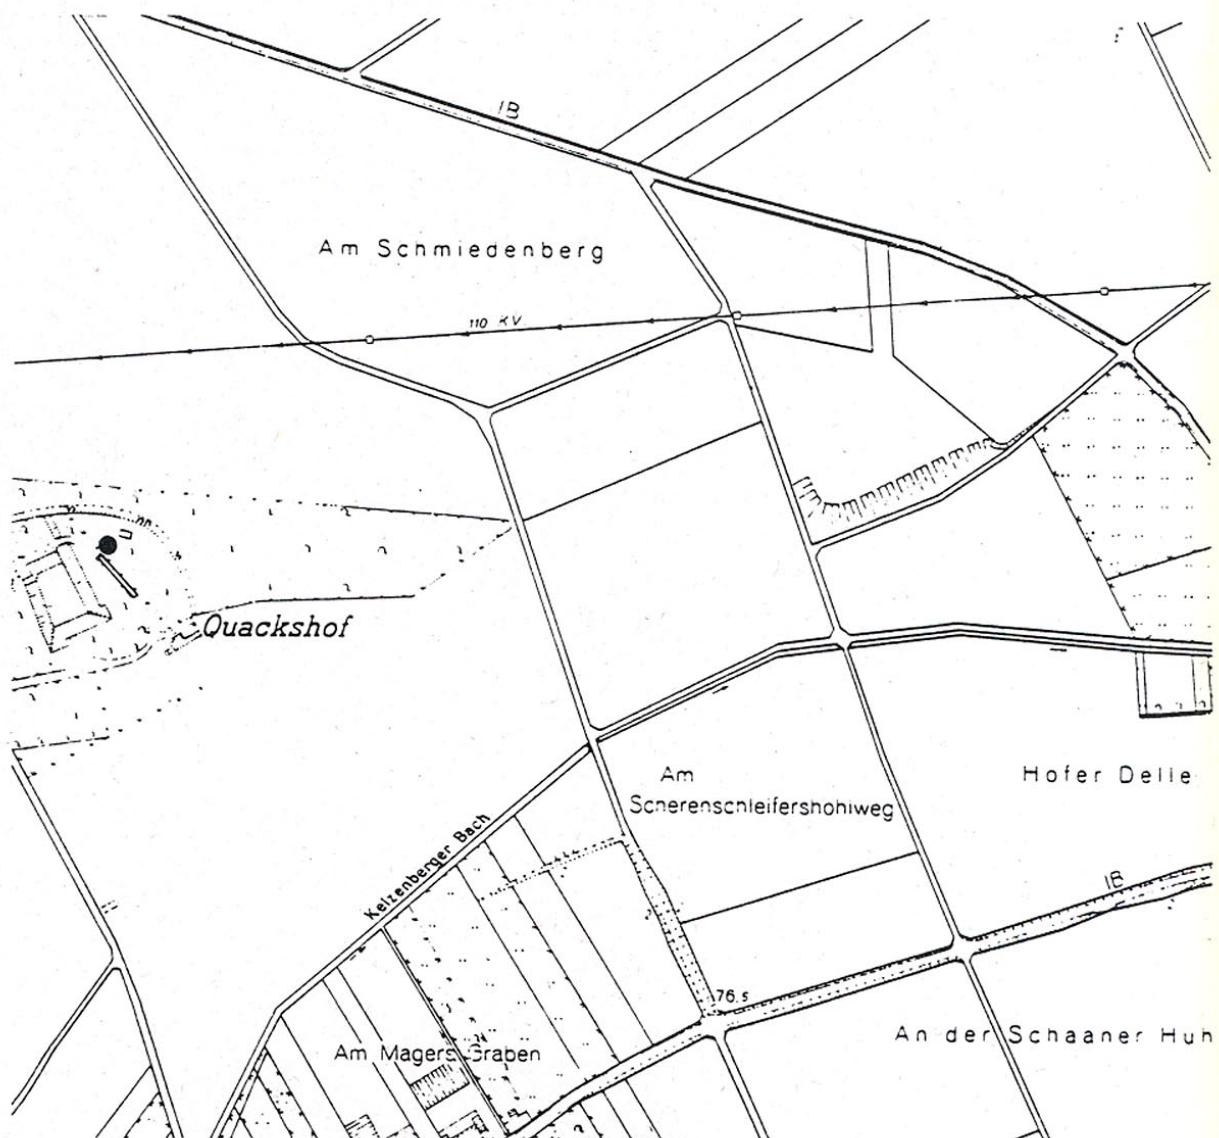 IB
Am Schmiedenberg
110 KV.
Quackshof
Am
Scherenschleifershohlweg
Hofer Delle
Kelzenberger Bach
IB
76.5
An der Schaaner Huh
Am Magers Graben